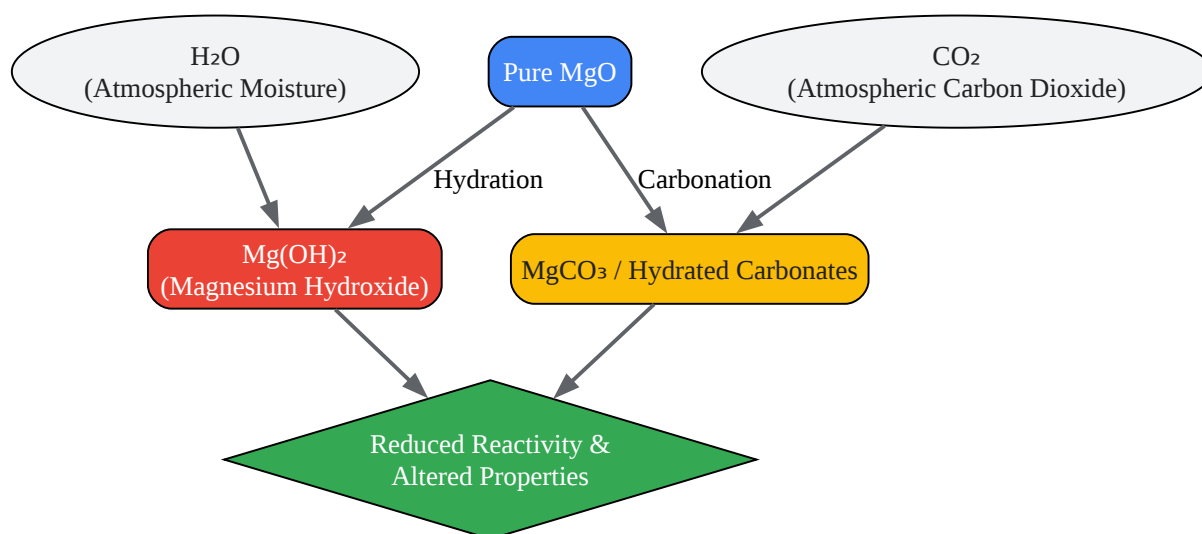 H₂O
(Atmospheric Moisture)
Pure MgO
CO₂
(Atmospheric Carbon Dioxide)
Hydration
Carbonation
Mg(OH)₂
(Magnesium Hydroxide)
MgCO₃ / Hydrated Carbonates
Reduced Reactivity &
Altered Properties